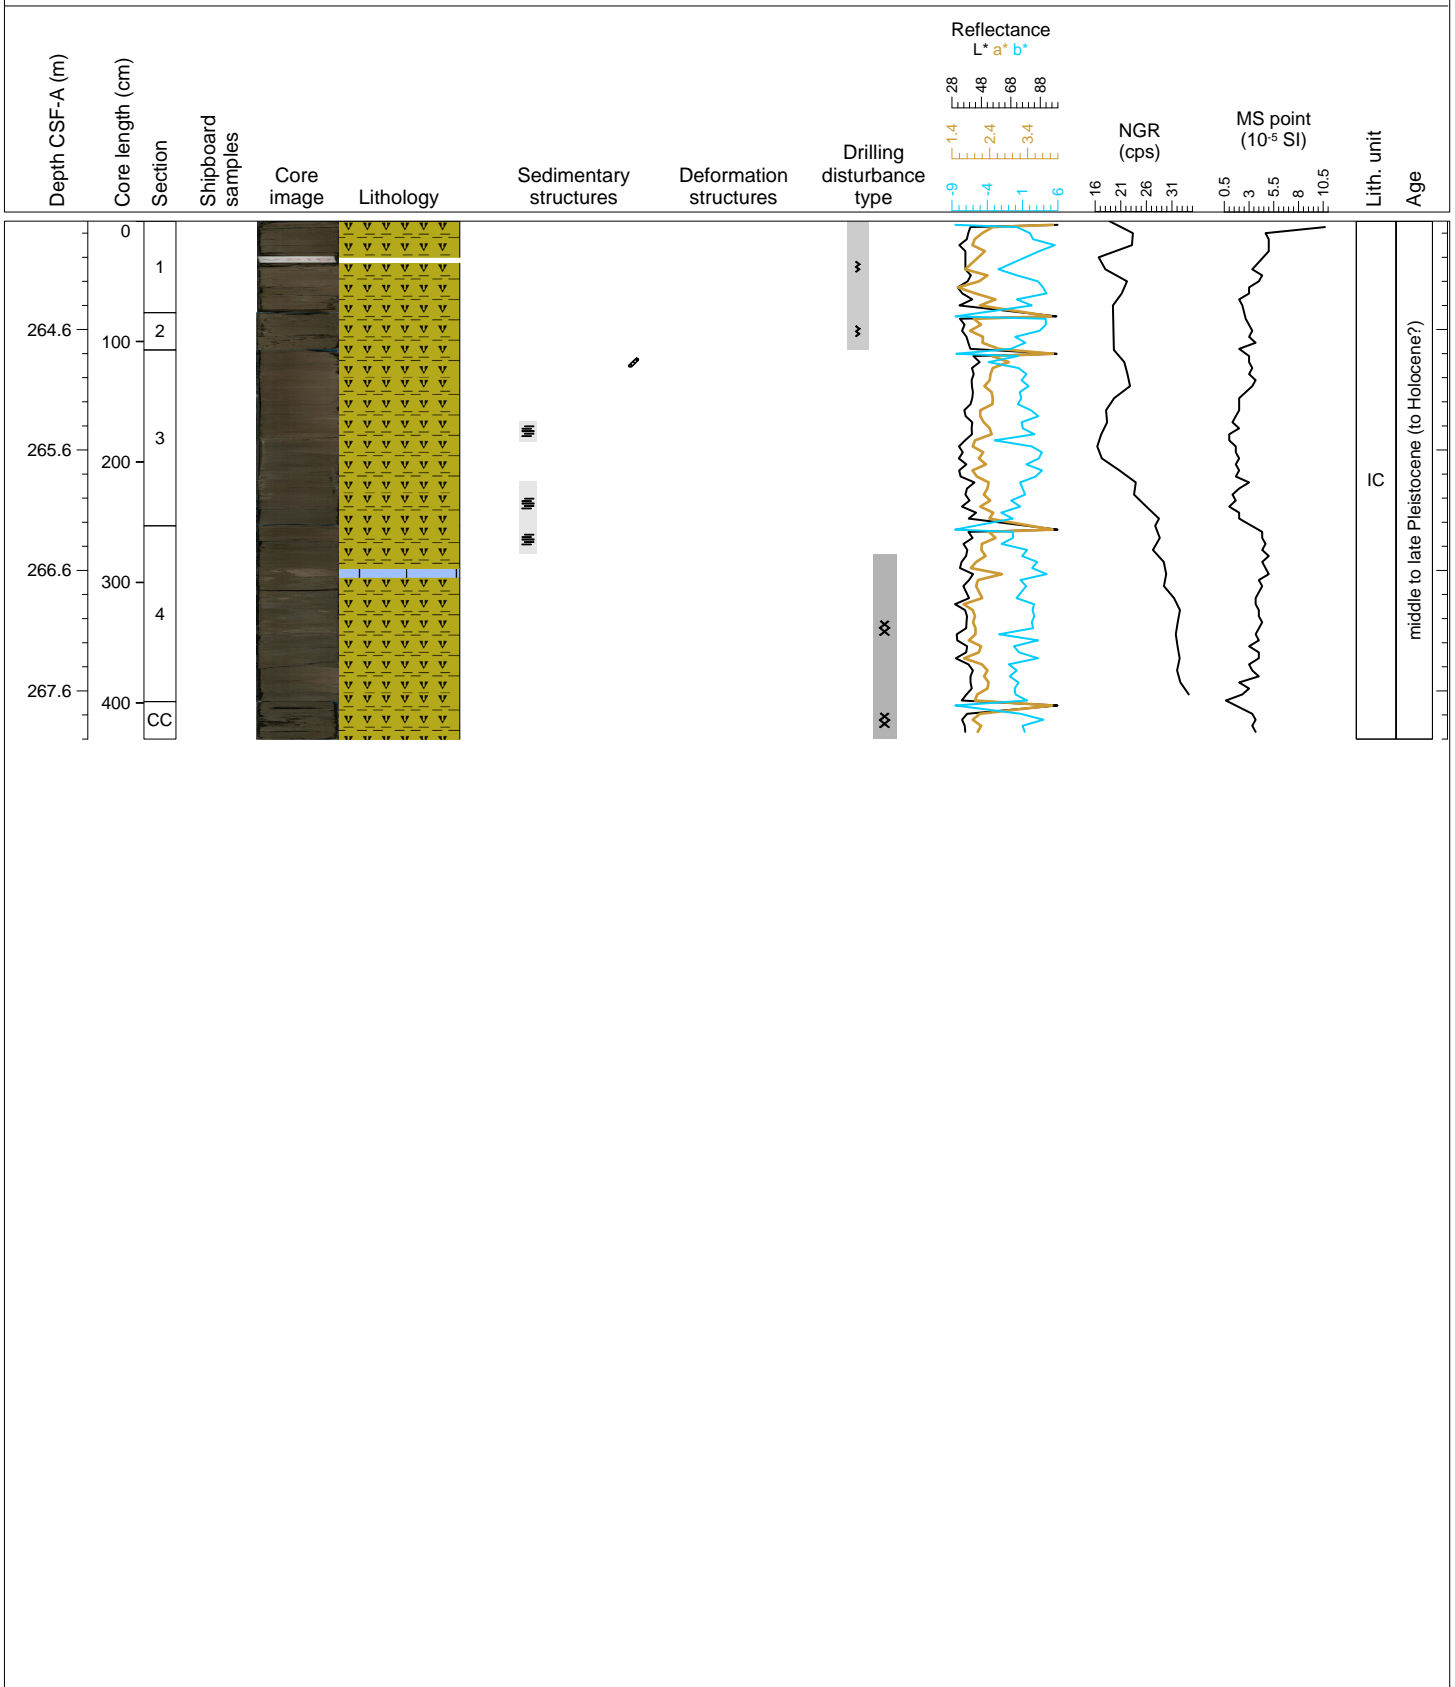 Depth CSF-A (m)
Core length (cm)
Section
Shipboard
samples
Core
image
Lithology
Sedimentary
structures
Deformation
structures
Drilling
disturbance
type
Reflectance
L* a* b*
28 48 68 88
1.4 2.4 3.4
-9 -4 1 6
NGR
(cps)
16 21 26 31
MS point
(10-5 SI)
0.5 3 5.5 8 10.5
Lith. unit
Age
0
1
264.6
2
100
3
265.6
200
IC
middle to late Pleistocene (to Holocene?)
266.6
300
4
267.6
400
CC